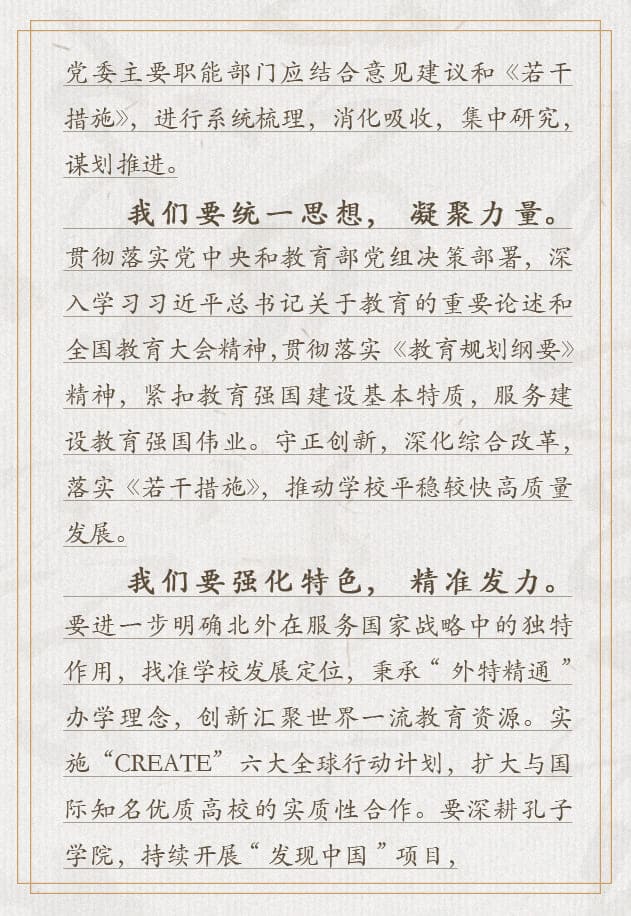 党委主要职能部门应结合意见建议和《若干
措施》，进行系统梳理，消化吸收，集中研究，
谋划推进。
我们要统一思想， 凝聚力量。
贯彻落实党中央和教育部党组决策部署，深
入学习习近平总书记关于教育的重要论述和
全国教育大会精神，贯彻落实《教育规划纲要》
精神，紧扣教育强国建设基本特质，服务建
设教育强国伟业。守正创新，深化综合改革，
落实《若干措施》，推动学校平稳较快高质量
发展。
我们要强化特色， 精准发力。
要进一步明确北外在服务国家战略中的独特
作用，找准学校发展定位，秉承“外特精通”
办学理念，创新汇聚世界一流教育资源。实
施“CREATE”六大全球行动计划，扩大与国
际知名优质高校的实质性合作。要深耕孔子
学院，持续开展“发现中国”项目，